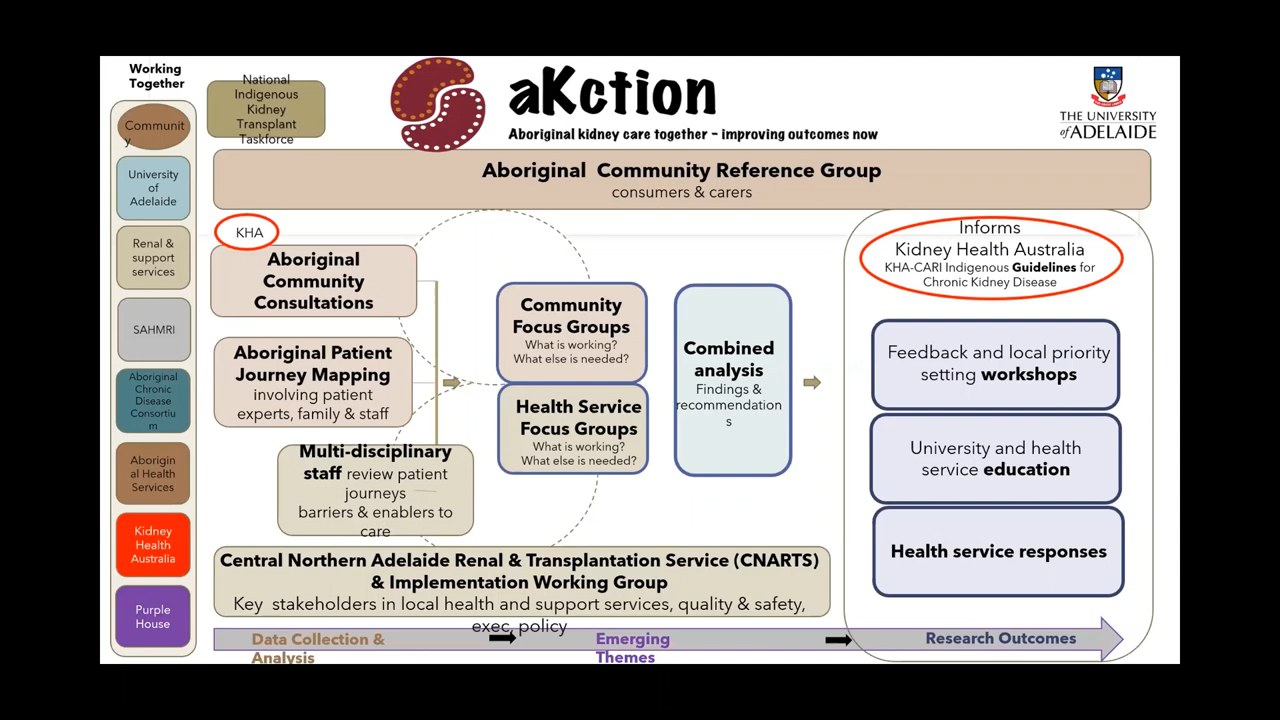 Working
Together
Communit
y
University
of
Adelaide
Renal &
support
services
SAHMRI
Aboriginal
Chronic
Disease
Consortiu
m
Aborigin
al Health
Services
Kidney
Health
Australia
Purple
House
National
Indigenous
Kidney
Transplant
Taskforce
aKction
Aboriginal kidney care together – improving outcomes now
THE UNIVERSITY
of ADELAIDE
Aboriginal Community Reference Group
consumers & carers
KHA
Aboriginal
Community
Consultations
Aboriginal Patient
Journey Mapping
involving patient
experts, family & staff
Multi-disciplinary
staff review patient
journeys
barriers & enablers to
care
Community
Focus Groups
What is working?
What else is needed?
Health Service
Focus Groups
What is working?
What else is needed?
Combined
analysis
Findings &
recommendation
s
Informs
Kidney Health Australia
KHA-CARI Indigenous Guidelines for
Chronic Kidney Disease
Feedback and local priority
setting workshops
University and health
service education
Health service responses
Central Northern Adelaide Renal & Transplantation Service (CNARTS)
& Implementation Working Group
Key stakeholders in local health and support services, quality & safety,
exec, policy
Data Collection &
Analysis
Emerging
Themes
Research Outcomes